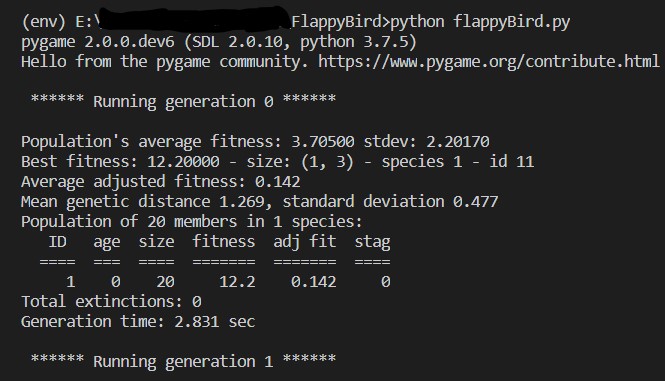 (env) E:\ FlappyBird>python flappyBird.py
pygame 2.0.0.dev6 (SDL 2.0.10, python 3.7.5)
Hello from the pygame community. https://www.pygame.org/contribute.html
****** Running generation 0 ******
Population's average fitness: 3.70500 stdev: 2.20170
Best fitness: 12.20000 - size: (1, 3) - species 1 - id 11
Average adjusted fitness: 0.142
Mean genetic distance 1.269, standard deviation 0.477
Population of 20 members in 1 species:
ID age size fitness adj fit stag
==== === ==== ======= ======= ====
1 0 20 12.2 0.142 0
Total extinctions: 0
Generation time: 2.831 sec
****** Running generation 1 ******